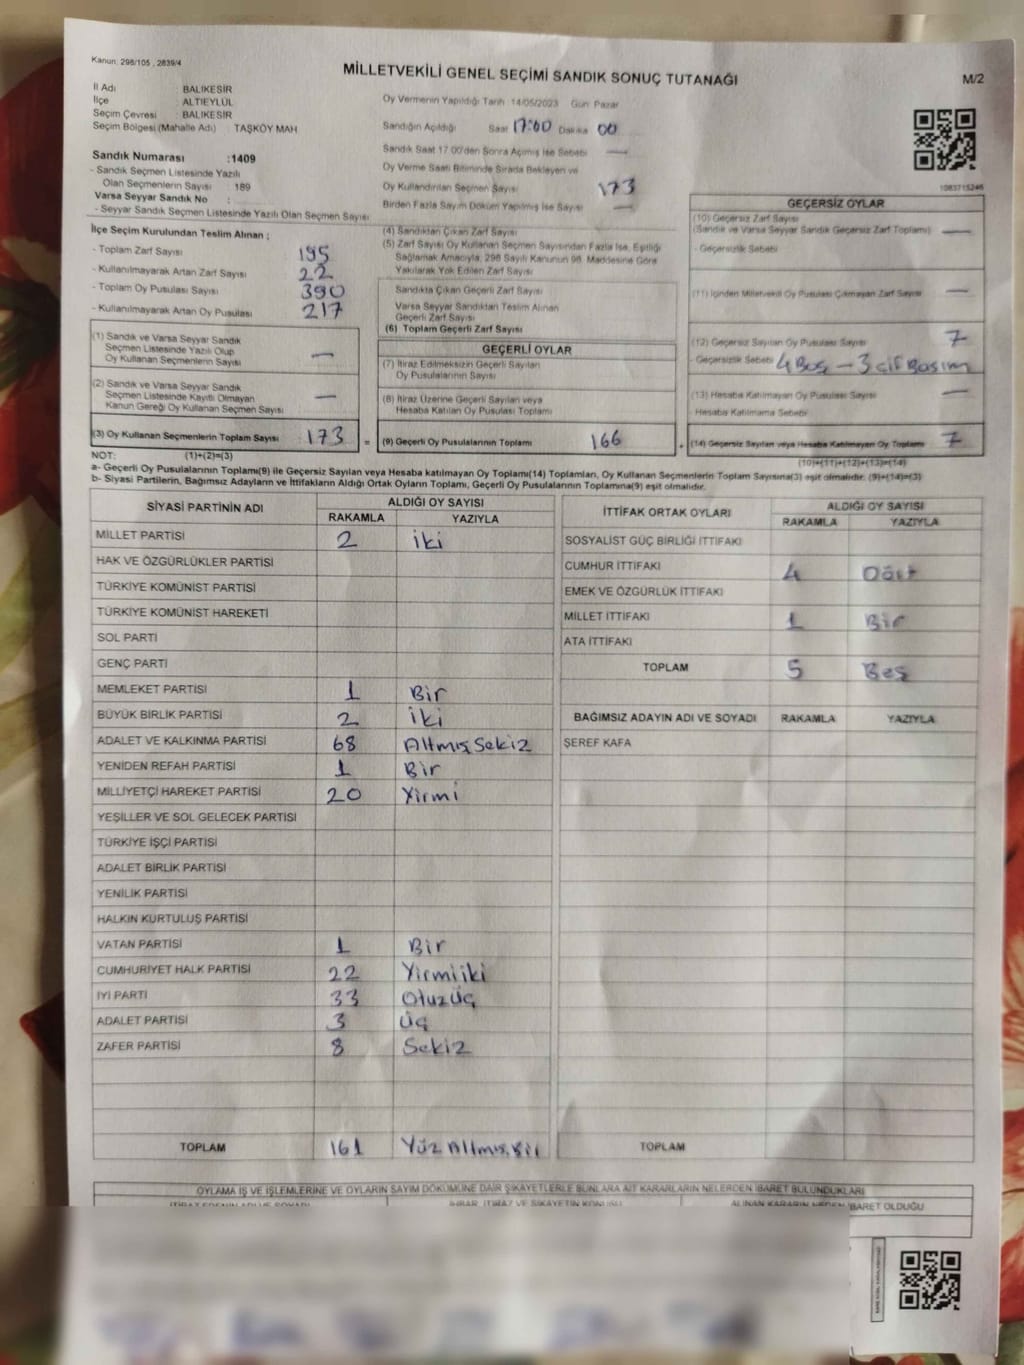 Kanun: 298/105 , 2839/4
MİLLETVEKİLİ GENEL SEÇİMİ SANDIK SONUÇ TUTANAĞI
M/2
İl Adı BALIKESİR
İlçe ALTIEYLÜL
Seçim Çevresi : BALIKESİR
Seçim Bölgesi (Mahalle Adı) TAŞKÖY MAH
Sandık Numarası :1409
- Sandık Seçmen Listesinde Yazılı
Olan Seçmenlerin Sayısı : 189
Varsa Seyyar Sandık No :
- Seyyar Sandık Seçmen Listesinde Yazılı Olan Seçmen Sayısı
Oy Vermenin Yapıldığı Tarih: 14/05/2023 Gün: Pazar
Sandığın Açıldığı Saat 17:00 Dakika 00
Sandık Saat 17.00'den Sonra Açılmış İse Sebebi —
Oy Verme Saati Bitiminde Sırada Bekleyen ve
Oy Kullandırılan Seçmen Sayısı 173
Birden Fazla Sayım Döküm Yapılmış İse Sayısı —
1083715246
İlçe Seçim Kurulundan Teslim Alınan ;
- Toplam Zarf Sayısı 195
- Kullanılmayarak Artan Zarf Sayısı 22
- Toplam Oy Pusulası Sayısı 390
- Kullanılmayarak Artan Oy Pusulası 217
(1) Sandık ve Varsa Seyyar Sandık
Seçmen Listesinde Yazılı Olup
Oy Kullanan Seçmenlerin Sayısı —
(2) Sandık ve Varsa Seyyar Sandık
Seçmen Listesinde Kayıtlı Olmayan
Kanun Gereği Oy Kullanan Seçmen Sayısı —
(3) Oy Kullanan Seçmenlerin Toplam Sayısı 173 =
(4) Sandıktan Çıkan Zarf Sayısı
(5) Zarf Sayısı Oy Kullanan Seçmen Sayısından Fazla İse, Eşitliği
Sağlamak Amacıyla, 298 Sayılı Kanunun 98. Maddesine Göre
Yakılarak Yok Edilen Zarf Sayısı
Sandıkta Çıkan Geçerli Zarf Sayısı
Varsa Seyyar Sandıktan Teslim Alınan
Geçerli Zarf Sayısı
(6) Toplam Geçerli Zarf Sayısı
GEÇERLİ OYLAR
(7) İtiraz Edilmeksizin Geçerli Sayılan
Oy Pusulalarının Sayısı
(8) İtiraz Üzerine Geçerli Sayılan veya
Hesaba Katılan Oy Pusulası Toplamı
(9) Geçerli Oy Pusulalarının Toplamı 166 +
GEÇERSİZ OYLAR
(10) Geçersiz Zarf Sayısı
(Sandık ve Varsa Seyyar Sandık Geçersiz Zarf Toplamı) —
- Geçersizlik Sebebi
(11) İçinden Milletvekili Oy Pusulası Çıkmayan Zarf Sayısı —
(12) Geçersiz Sayılan Oy Pusulası Sayısı 7
- Geçersizlik Sebebi 4 Boş - 3 çif Basım
(13) Hesaba Katılmayan Oy Pusulası Sayısı —
Hesaba Katılmama Sebebi
(14) Geçersiz Sayılan veya Hesaba Katılmayan Oy Toplamı 7
NOT: (1)+(2)=(3) (10)+(11)+(12)+(13)=(14)
a- Geçerli Oy Pusulalarının Toplamı(9) ile Geçersiz Sayılan veya Hesaba katılmayan Oy Toplamı(14) Toplamları, Oy Kullanan Seçmenlerin Toplam Sayısına(3) eşit olmalıdır. (9)+(14)=(3)
b- Siyasi Partilerin, Bağımsız Adayların ve İttifakların Aldığı Ortak Oyların Toplamı, Geçerli Oy Pusulalarının Toplamına(9) eşit olmalıdır.
SİYASİ PARTİNİN ADI ALDIĞI OY SAYISI
RAKAMLA YAZIYLA
MİLLET PARTİSİ 2 iki
HAK VE ÖZGÜRLÜKLER PARTİSİ
TÜRKİYE KOMÜNİST PARTİSİ
TÜRKİYE KOMÜNİST HAREKETİ
SOL PARTİ
GENÇ PARTİ
MEMLEKET PARTİSİ 1 Bir
BÜYÜK BİRLİK PARTİSİ 2 iki
ADALET VE KALKINMA PARTİSİ 68 Altmış Sekiz
YENİDEN REFAH PARTİSİ 1 Bir
MİLLİYETÇİ HAREKET PARTİSİ 20 Yirmi
YEŞİLLER VE SOL GELECEK PARTİSİ
TÜRKİYE İŞÇİ PARTİSİ
ADALET BİRLİK PARTİSİ
YENİLİK PARTİSİ
HALKIN KURTULUŞ PARTİSİ
VATAN PARTİSİ 1 Bir
CUMHURİYET HALK PARTİSİ 22 Yirmi iki
İYİ PARTİ 33 Otuz Üç
ADALET PARTİSİ 3 Üç
ZAFER PARTİSİ 8 Sekiz
TOPLAM 161 Yüz Altmış Bir
İTTİFAK ORTAK OYLARI ALDIĞI OY SAYISI
RAKAMLA YAZIYLA
SOSYALİST GÜÇ BİRLİĞİ İTTİFAKI
CUMHUR İTTİFAKI 4 Dört
EMEK VE ÖZGÜRLÜK İTTİFAKI
MİLLET İTTİFAKI 1 Bir
ATA İTTİFAKI
TOPLAM 5 Beş
BAĞIMSIZ ADAYIN ADI VE SOYADI RAKAMLA YAZIYLA
ŞEREF KAFA
TOPLAM
OYLAMA İŞ VE İŞLEMLERİNE VE OYLARIN SAYIM DÖKÜMÜNE DAİR ŞİKAYETLERLE BUNLARA AİT KARARLARIN NELERDEN İBARET BULUNDUKLARI